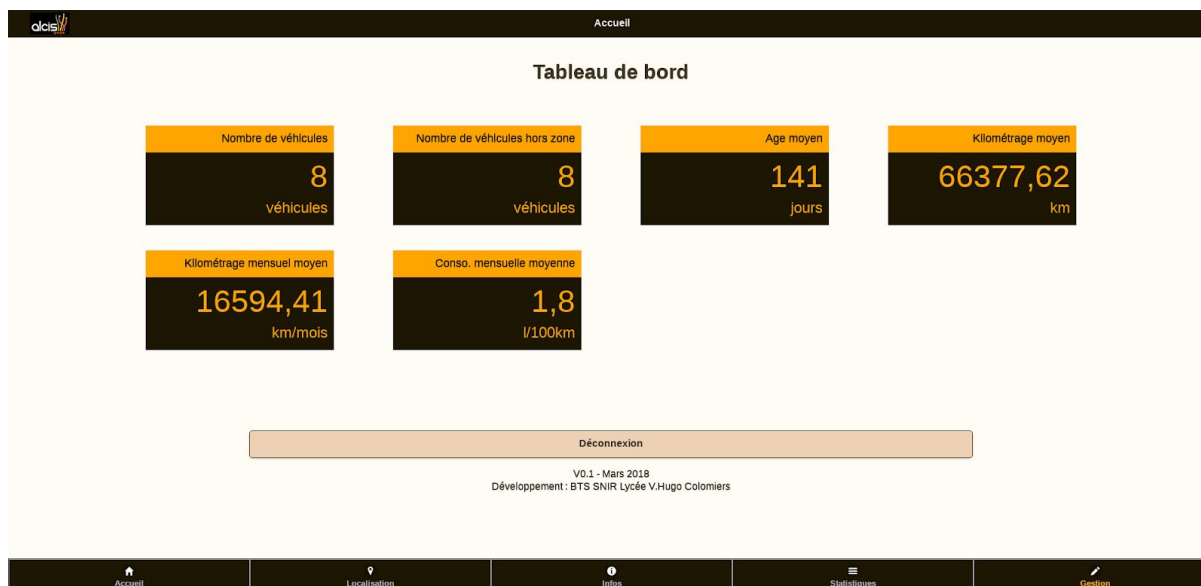 alcis
Accueil
Tableau de bord
Nombre de véhicules
8
véhicules
Nombre de véhicules hors zone
8
véhicules
Age moyen
141
jours
Kilométrage moyen
66377,62
km
Kilométrage mensuel moyen
16594,41
km/mois
Conso. mensuelle moyenne
1,8
l/100km
Déconnexion
V0.1 - Mars 2018
Développement : BTS SNIR Lycée V.Hugo Colomiers
Accueil
Localisation
Infos
Statistiques
Gestion